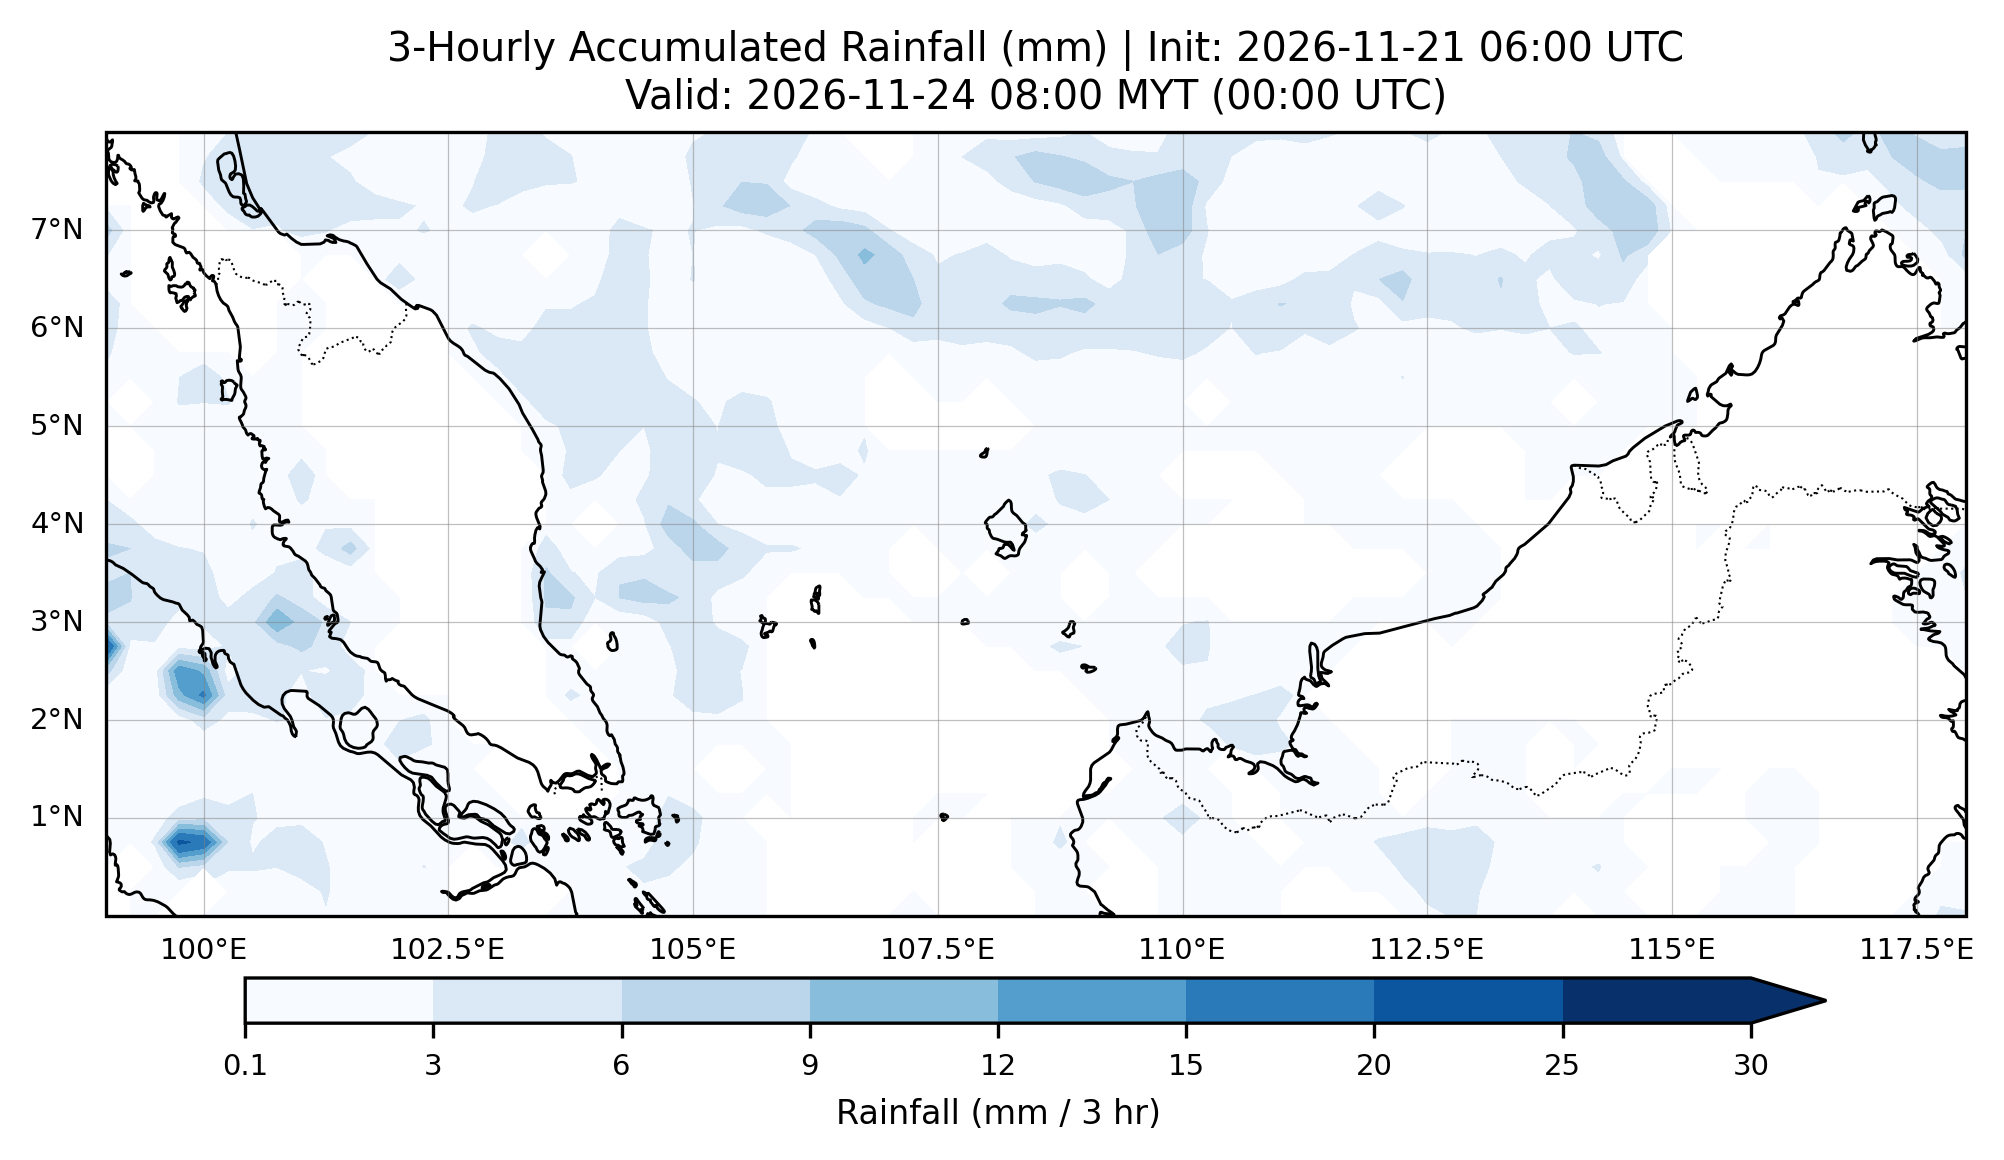 3-Hourly Accumulated Rainfall (mm) | Init: 2026-11-21 06:00 UTC
Valid: 2026-11-24 08:00 MYT (00:00 UTC)
7°N
6°N
5°N
4°N
3°N
2°N
1°N
100°E 102.5°E 105°E 107.5°E 110°E 112.5°E 115°E 117.5°E
0.1 3 6 9 12 15 20 25 30
Rainfall (mm / 3 hr)